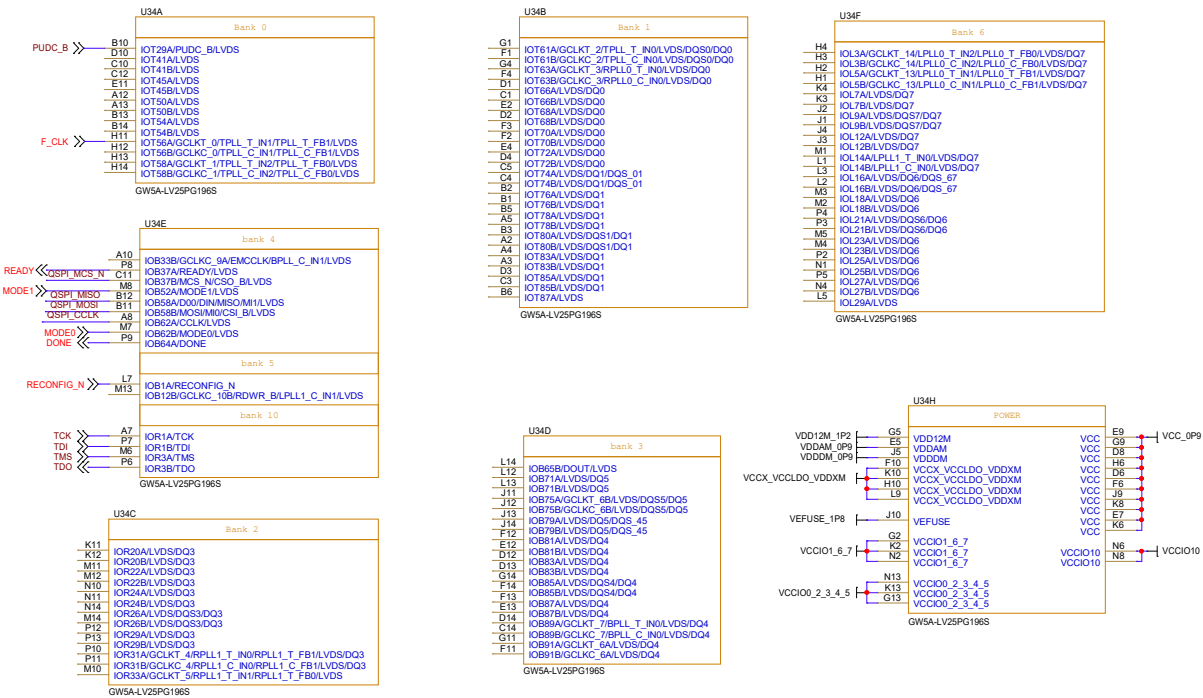 U34A
Bank 0
PUDC_B B10 IOT29A/PUDC_B/LVDS
D10 IOT41A/LVDS
C10 IOT41B/LVDS
C12 IOT45A/LVDS
E11 IOT45B/LVDS
A12 IOT50A/LVDS
A13 IOT50B/LVDS
B13 IOT54A/LVDS
B14 IOT54B/LVDS
F_CLK H11 IOT56A/GCLKT_0/TPLL_T_IN1/TPLL_T_FB1/LVDS
H12 IOT56B/GCLKC_0/TPLL_C_IN1/TPLL_C_FB1/LVDS
H13 IOT58A/GCLKT_1/TPLL_T_IN2/TPLL_T_FB0/LVDS
H14 IOT58B/GCLKC_1/TPLL_C_IN2/TPLL_C_FB0/LVDS
GW5A-LV25PG196S
U34B
Bank 1
G1 IOT61A/GCLKT_2/TPLL_T_IN0/LVDS/DQS0/DQ0
F1 IOT61B/GCLKC_2/TPLL_C_IN0/LVDS/DQS0/DQ0
G4 IOT63A/GCLKT_3/RPLL0_T_IN0/LVDS/DQ0
F4 IOT63B/GCLKC_3/RPLL0_C_IN0/LVDS/DQ0
D1 IOT66A/LVDS/DQ0
C1 IOT66B/LVDS/DQ0
E2 IOT68A/LVDS/DQ0
D2 IOT68B/LVDS/DQ0
F3 IOT70A/LVDS/DQ0
F2 IOT70B/LVDS/DQ0
E4 IOT72A/LVDS/DQ0
D4 IOT72B/LVDS/DQ0
C5 IOT74A/LVDS/DQ1/DQS_01
C4 IOT74B/LVDS/DQ1/DQS_01
B2 IOT76A/LVDS/DQ1
B1 IOT76B/LVDS/DQ1
B5 IOT78A/LVDS/DQ1
A5 IOT78B/LVDS/DQ1
B3 IOT80A/LVDS/DQS1/DQ1
A2 IOT80B/LVDS/DQS1/DQ1
A4 IOT83A/LVDS/DQ1
A3 IOT83B/LVDS/DQ1
D3 IOT85A/LVDS/DQ1
C3 IOT85B/LVDS/DQ1
B6 IOT87A/LVDS
GW5A-LV25PG196S
U34F
Bank 6
H4 IOL3A/GCLKT_14/LPLL0_T_IN2/LPLL0_T_FB0/LVDS/DQ7
H3 IOL3B/GCLKC_14/LPLL0_C_IN2/LPLL0_C_FB0/LVDS/DQ7
H2 IOL5A/GCLKT_13/LPLL0_T_IN1/LPLL0_T_FB1/LVDS/DQ7
H1 IOL5B/GCLKC_13/LPLL0_C_IN1/LPLL0_C_FB1/LVDS/DQ7
K4 IOL7A/LVDS/DQ7
K3 IOL7B/LVDS/DQ7
J2 IOL9A/LVDS/DQS7/DQ7
J1 IOL9B/LVDS/DQS7/DQ7
J4 IOL12A/LVDS/DQ7
J3 IOL12B/LVDS/DQ7
M1 IOL14A/LPLL1_T_IN0/LVDS/DQ7
L1 IOL14B/LPLL1_C_IN0/LVDS/DQ7
L3 IOL16A/LVDS/DQ6/DQS_67
L2 IOL16B/LVDS/DQ6/DQS_67
M3 IOL18A/LVDS/DQ6
M2 IOL18B/LVDS/DQ6
P4 IOL21A/LVDS/DQS6/DQ6
P3 IOL21B/LVDS/DQS6/DQ6
M5 IOL23A/LVDS/DQ6
M4 IOL23B/LVDS/DQ6
P2 IOL25A/LVDS/DQ6
N1 IOL25B/LVDS/DQ6
P5 IOL27A/LVDS/DQ6
N4 IOL27B/LVDS/DQ6
L5 IOL29A/LVDS
GW5A-LV25PG196S
U34E
bank 4
A10 IOB33B/GCLKC_9A/EMCCLK/BPLL_C_IN1/LVDS
READY P8 IOB37A/READY/LVDS
QSPI_MCS_N C11 IOB37B/MCS_N/CSO_B/LVDS
MODE1 M8 IOB52A/MODE1/LVDS
QSPI_MISO B12 IOB58A/D00/DIN/MISO/MI1/LVDS
QSPI_MOSI B11 IOB58B/MOSI/MI0/CSI_B/LVDS
QSPI_CCLK A8 IOB62A/CCLK/LVDS
MODE0 M7 IOB62B/MODE0/LVDS
DONE P9 IOB64A/DONE
bank 5
RECONFIG_N L7 IOB1A/RECONFIG_N
M13 IOB12B/GCLKC_10B/RDWR_B/LPLL1_C_IN1/LVDS
bank 10
TCK A7 IOR1A/TCK
TDI P7 IOR1B/TDI
TMS M6 IOR3A/TMS
TDO P6 IOR3B/TDO
GW5A-LV25PG196S
U34C
Bank 2
K11 IOR20A/LVDS/DQ3
K12 IOR20B/LVDS/DQ3
M11 IOR22A/LVDS/DQ3
M12 IOR22B/LVDS/DQ3
N10 IOR24A/LVDS/DQ3
N11 IOR24B/LVDS/DQ3
N14 IOR26A/LVDS/DQS3/DQ3
M14 IOR26B/LVDS/DQS3/DQ3
P12 IOR29A/LVDS/DQ3
P13 IOR29B/LVDS/DQ3
P10 IOR31A/GCLKT_4/RPLL1_T_IN0/RPLL1_T_FB1/LVDS/DQ3
P11 IOR31B/GCLKC_4/RPLL1_C_IN0/RPLL1_C_FB1/LVDS/DQ3
M10 IOR33A/GCLKT_5/RPLL1_T_IN1/RPLL1_T_FB0/LVDS
GW5A-LV25PG196S
U34D
bank 3
L14 IOB65B/DOUT/LVDS
L12 IOB71A/LVDS/DQ5
L13 IOB71B/LVDS/DQ5
J11 IOB75A/GCLKT_6B/LVDS/DQS5/DQ5
J12 IOB75B/GCLKC_6B/LVDS/DQS5/DQ5
J13 IOB79A/LVDS/DQ5/DQS_45
J14 IOB79B/LVDS/DQ5/DQS_45
F12 IOB81A/LVDS/DQ4
E12 IOB81B/LVDS/DQ4
D12 IOB83A/LVDS/DQ4
D13 IOB83B/LVDS/DQ4
G14 IOB85A/LVDS/DQS4/DQ4
F14 IOB85B/LVDS/DQS4/DQ4
F13 IOB87A/LVDS/DQ4
E13 IOB87B/LVDS/DQ4
D14 IOB89A/GCLKT_7/BPLL_T_IN0/LVDS/DQ4
C14 IOB89B/GCLKC_7/BPLL_C_IN0/LVDS/DQ4
G11 IOB91A/GCLKT_6A/LVDS/DQ4
F11 IOB91B/GCLKC_6A/LVDS/DQ4
GW5A-LV25PG196S
U34H
POWER
VDD12M_1P2 G5 VDD12M VCC E9 VCC_0P9
VDDAM_0P9 E5 VDDAM VCC G9
VDDDM_0P9 J5 VDDDM VCC D8
F10 VCCX_VCCLDO_VDDXM VCC H6
VCCX_VCCLDO_VDDXM K10 VCCX_VCCLDO_VDDXM VCC D6
H10 VCCX_VCCLDO_VDDXM VCC F6
L9 VCCX_VCCLDO_VDDXM VCC J9
VCC K8
VEFUSE_1P8 J10 VEFUSE VCC E7
VCC K6
G2 VCCIO1_6_7
VCCIO1_6_7 K2 VCCIO1_6_7 VCCIO10 N6 VCCIO10
N2 VCCIO1_6_7 VCCIO10 N8
N13 VCCIO0_2_3_4_5
VCCIO0_2_3_4_5 K13 VCCIO0_2_3_4_5
G13 VCCIO0_2_3_4_5
GW5A-LV25PG196S